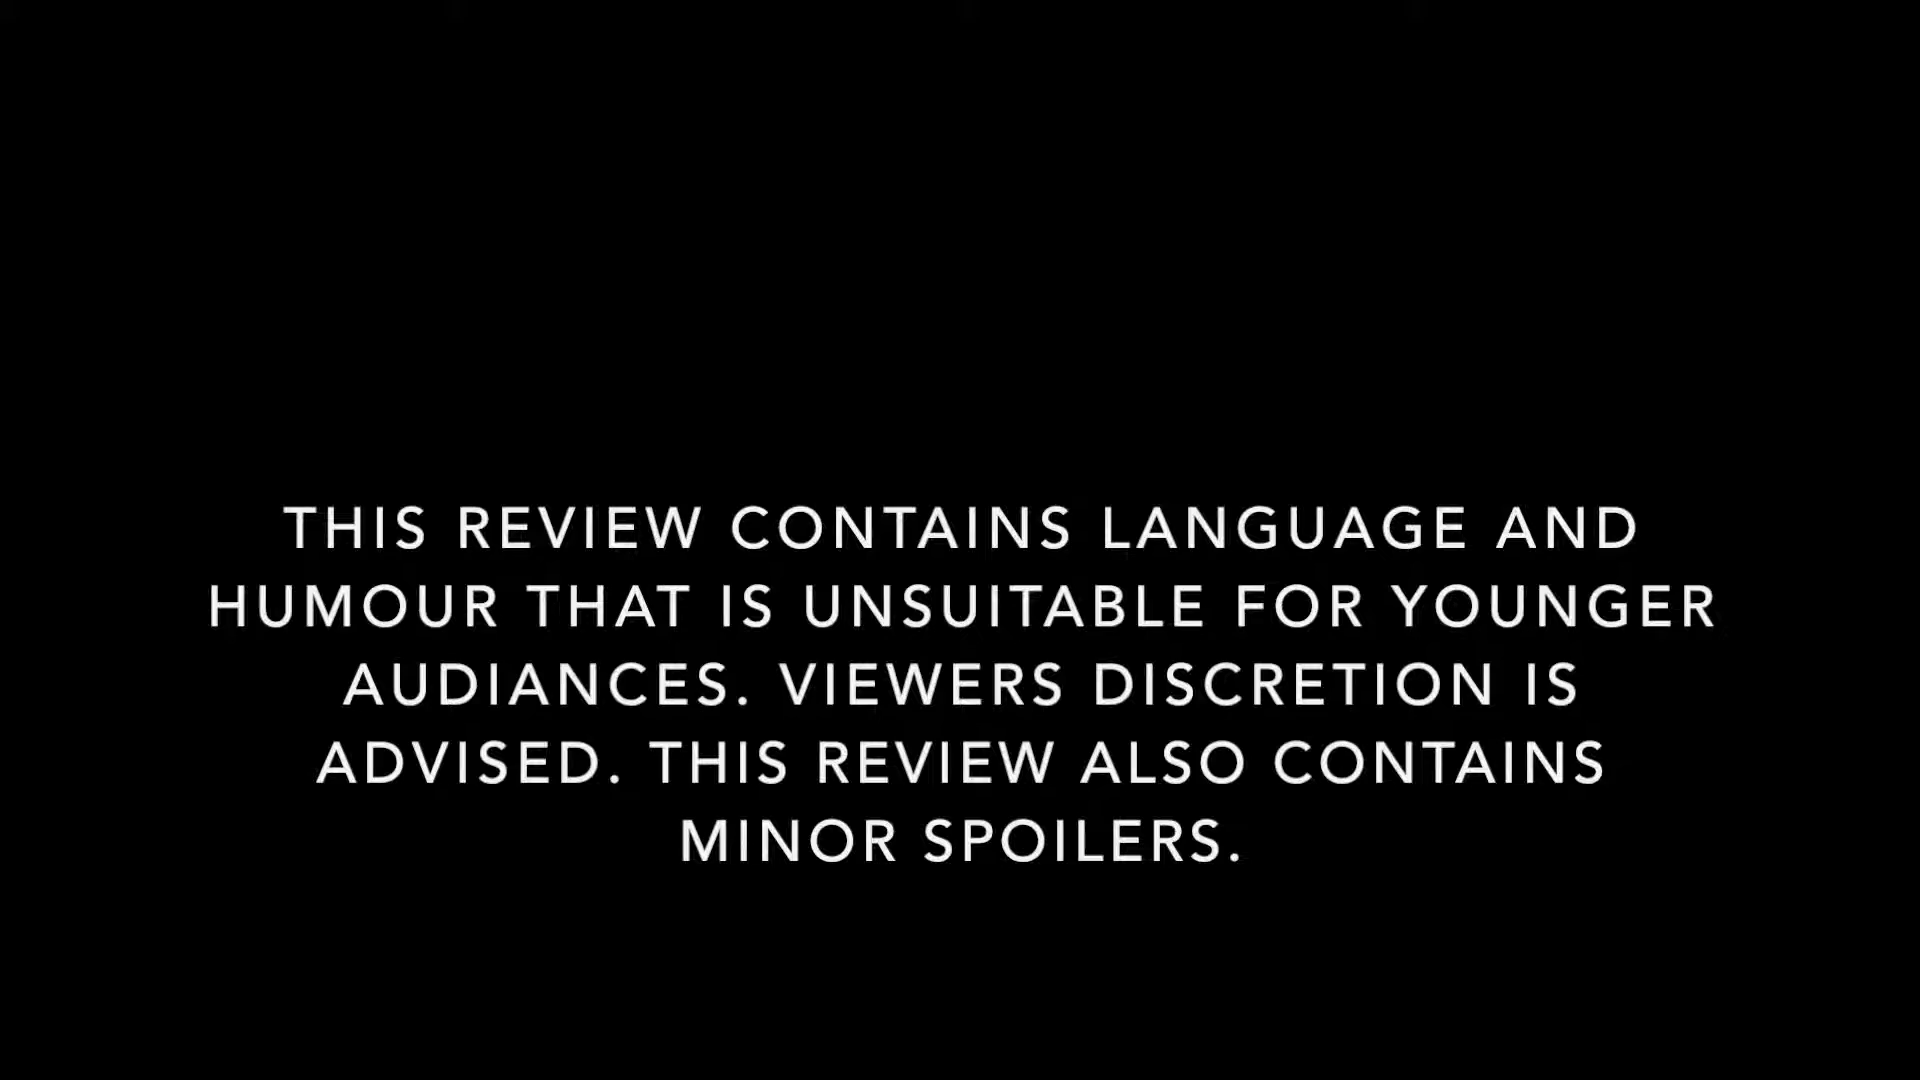 THIS REVIEW CONTAINS LANGUAGE AND
HUMOUR THAT IS UNSUITABLE FOR YOUNGER
AUDIANCES. VIEWERS DISCRETION IS
ADVISED. THIS REVIEW ALSO CONTAINS
MINOR SPOILERS.